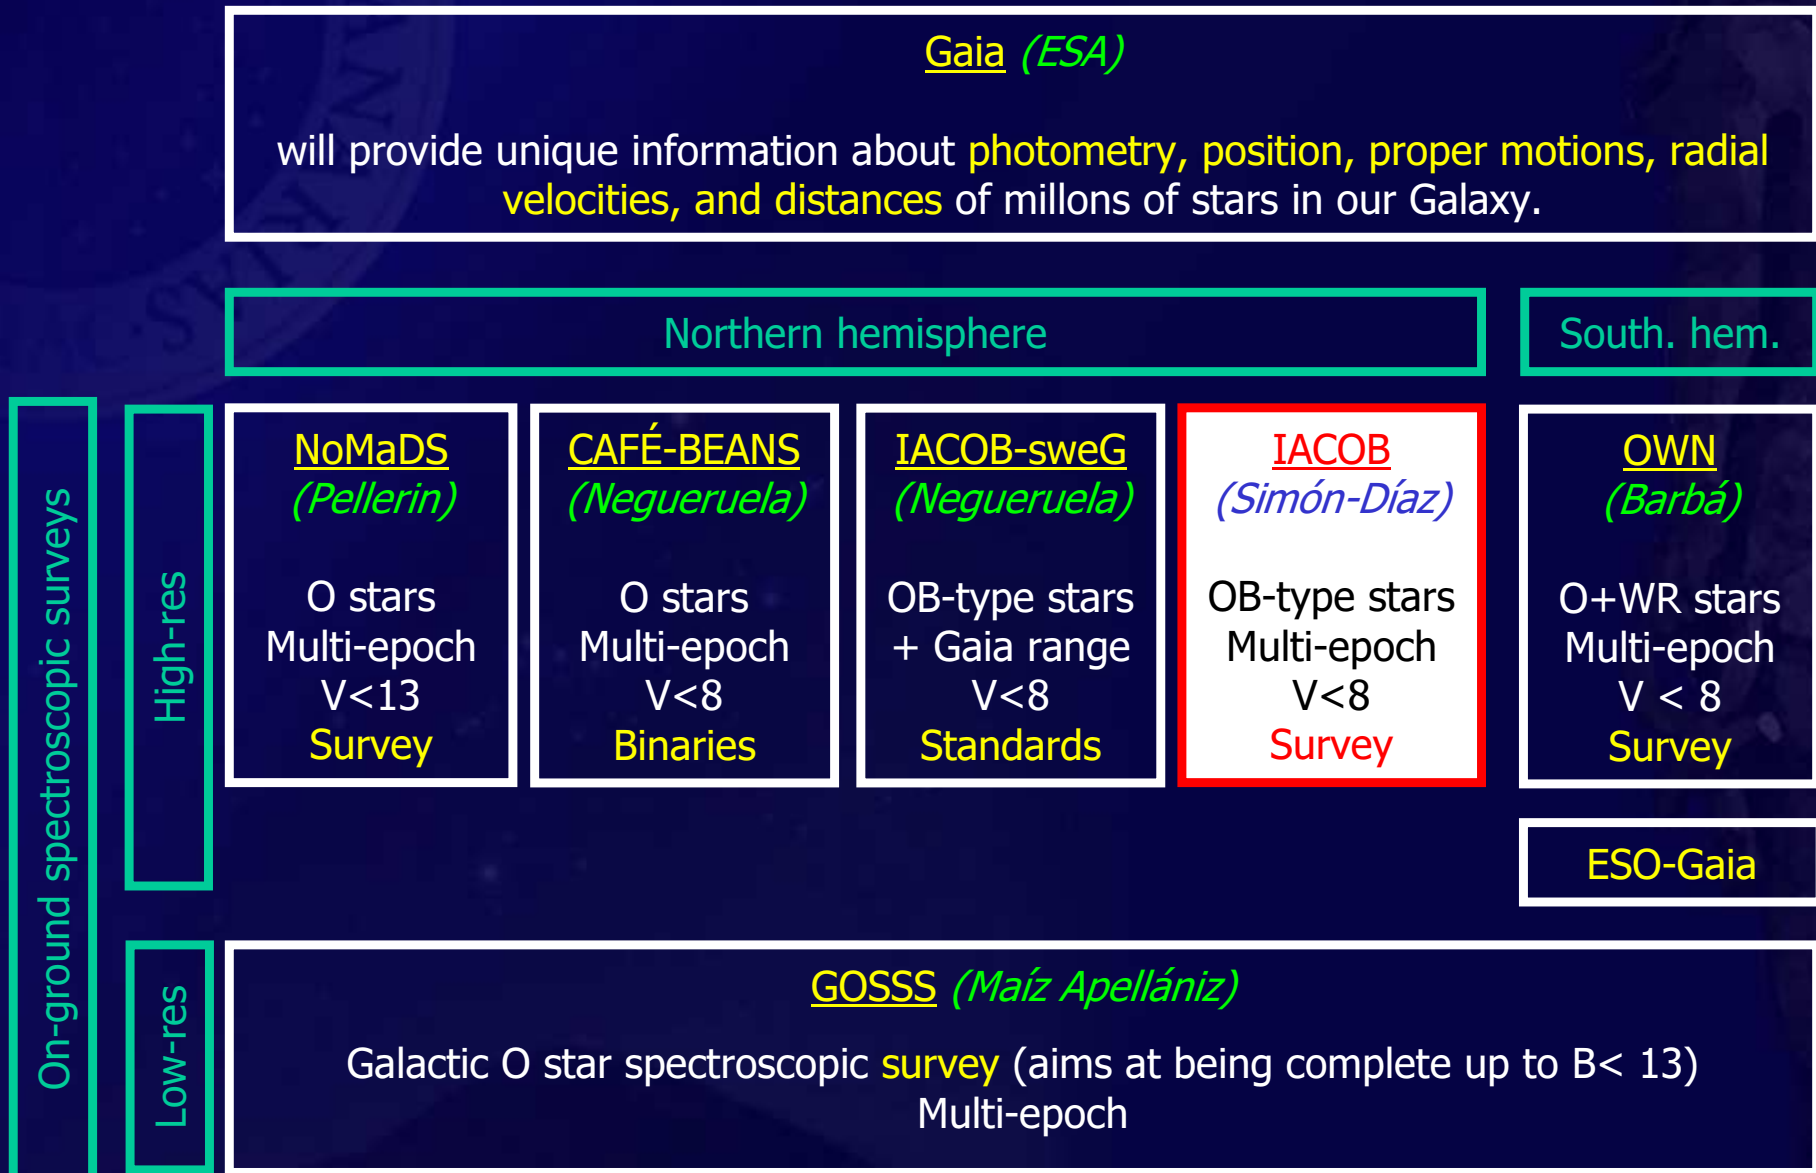 Gaia (ESA)
will provide unique information about photometry, position, proper motions, radial
velocities, and distances of millons of stars in our Galaxy.
Northern hemisphere
South. hem.
On-ground spectroscopic surveys
High-res
NoMaDS
(Pellerin)
O stars
Multi-epoch
V<13
Survey
CAFÉ-BEANS
(Negueruela)
O stars
Multi-epoch
V<8
Binaries
IACOB-sweG
(Negueruela)
OB-type stars
+ Gaia range
V<8
Standards
IACOB
(Simón-Díaz)
OB-type stars
Multi-epoch
V<8
Survey
OWN
(Barbá)
O+WR stars
Multi-epoch
V < 8
Survey
ESO-Gaia
Low-res
GOSSS (Maíz Apellániz)
Galactic O star spectroscopic survey (aims at being complete up to B< 13)
Multi-epoch